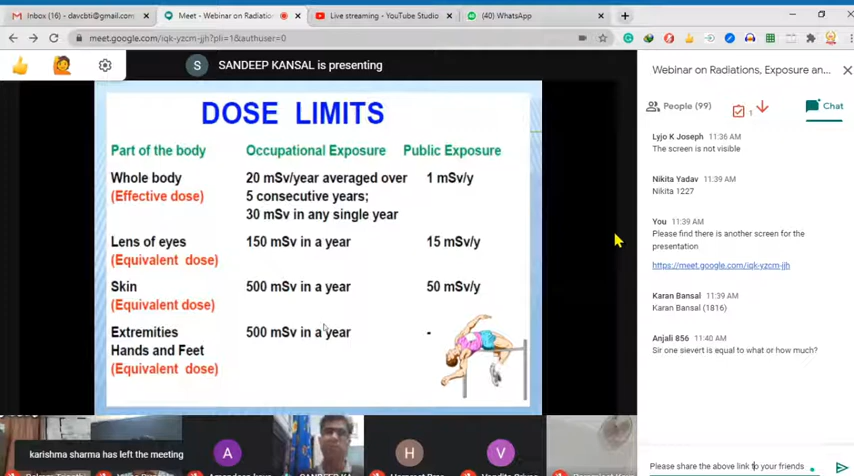 Inbox (16) - davcbti@gmail.com
Meet - Webinar on Radiations
Live streaming - YouTube Studio
(40) WhatsApp
meet.google.com/iqk-yzcm-jjh?pli=1&authuser=0
S SANDEEP KANSAL is presenting
DOSE LIMITS
Part of the body Occupational Exposure Public Exposure
Whole body 20 mSv/year averaged over 1 mSv/y
(Effective dose) 5 consecutive years;
30 mSv in any single year
Lens of eyes 150 mSv in a year 15 mSv/y
(Equivalent dose)
Skin 500 mSv in a year 50 mSv/y
(Equivalent dose)
Extremities 500 mSv in a year -
Hands and Feet
(Equivalent dose)
karishma sharma has left the meeting
A
H
V
Webinar on Radiations, Exposure an...
People (99)
1
Chat
Lyjo K Joseph 11:36 AM
The screen is not visible
Nikita Yadav 11:39 AM
Nikita 1227
You 11:39 AM
Please find there is another screen for the
presentation
https://meet.google.com/iqk-yzcm-jjh
Karan Bansal 11:39 AM
Karan Bansal (1816)
Anjali 856 11:40 AM
Sir one sievert is equal to what or how much?
Please share the above link to your friends